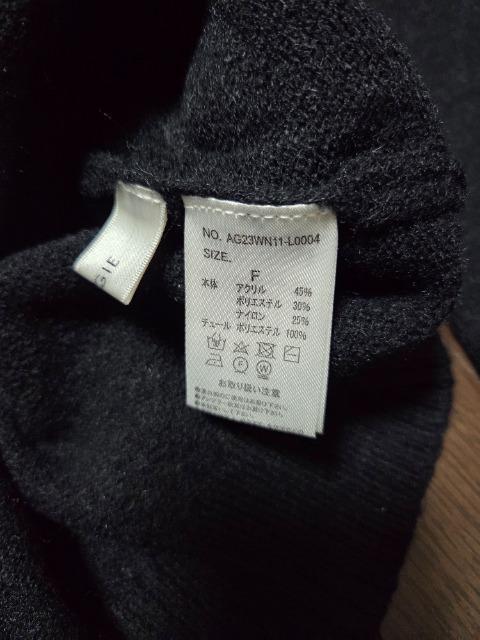 NO. AG23WN11-L0004
SIZE.
F
本体 アクリル 45%
ポリエステル 30%
ナイロン 25%
チュール ポリエステル 100%
お取り扱い注意
GIE